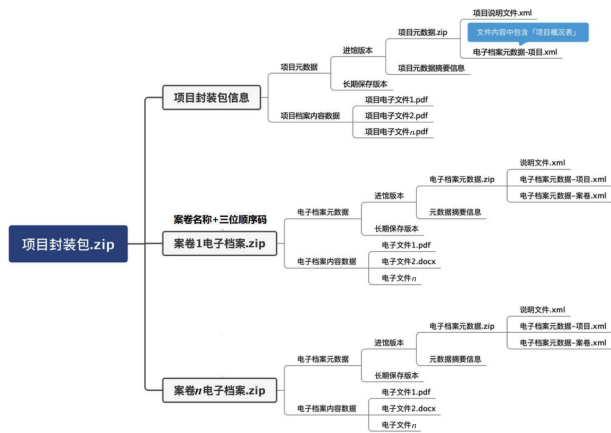 项目说明文件.xml
文件内容中包含「项目概况表」
项目元数据.zip
电子档案元数据-项目.xml
进馆版本
项目元数据
项目元数据摘要信息
长期保存版本
项目封装包信息
项目电子文件1.pdf
项目档案内容数据
项目电子文件2.pdf
项目电子文件n.pdf
说明文件.xml
电子档案元数据.zip
电子档案元数据-项目.xml
进馆版本
电子档案元数据-案卷.xml
案卷名称+三位顺序码
电子档案元数据
元数据摘要信息
长期保存版本
项目封装包.zip
案卷1电子档案.zip
电子文件1.pdf
电子档案内容数据
电子文件2.docx
电子文件n
说明文件.xml
电子档案元数据.zip
电子档案元数据-项目.xml
进馆版本
电子档案元数据-案卷.xml
电子档案元数据
元数据摘要信息
长期保存版本
案卷n电子档案.zip
电子文件1.pdf
电子档案内容数据
电子文件2.docx
电子文件n